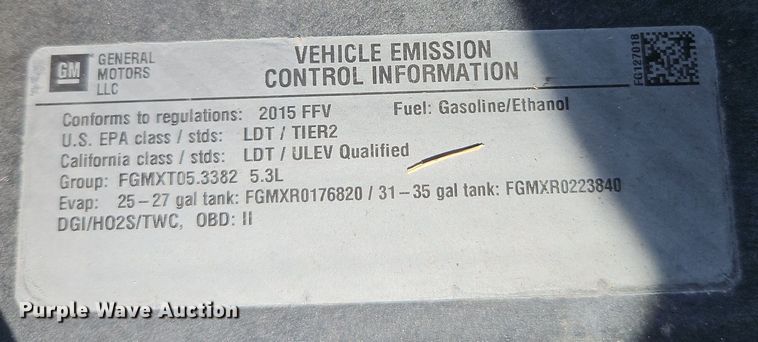 GM
GENERAL
MOTORS
LLC
VEHICLE EMISSION
CONTROL INFORMATION
FG127018
Conforms to regulations: 2015 FFV Fuel: Gasoline/Ethanol
U.S. EPA class / stds: LDT / TIER2
California class / stds: LDT / ULEV Qualified
Group: FGMXT05.3382 5.3L
Evap: 25-27 gal tank: FGMXR0176820 / 31-35 gal tank: FGMXR0223840
DGI/HO2S/TWC, OBD: II
Purple Wave Auction